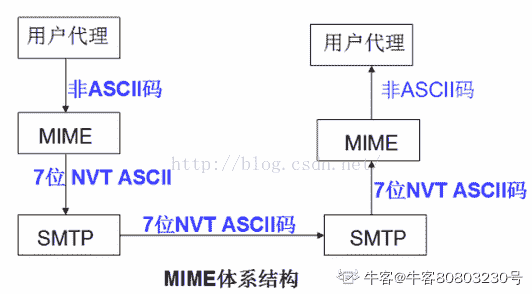 用户代理
用户代理
非ASCII码
非ASCII码
MIME
MIME
http://blog.csdn.net/
7位 NVT ASCII
7位NVT ASCII码
7位NVT ASCII码
SMTP
SMTP
MIME体系结构
牛客@牛客80803230号